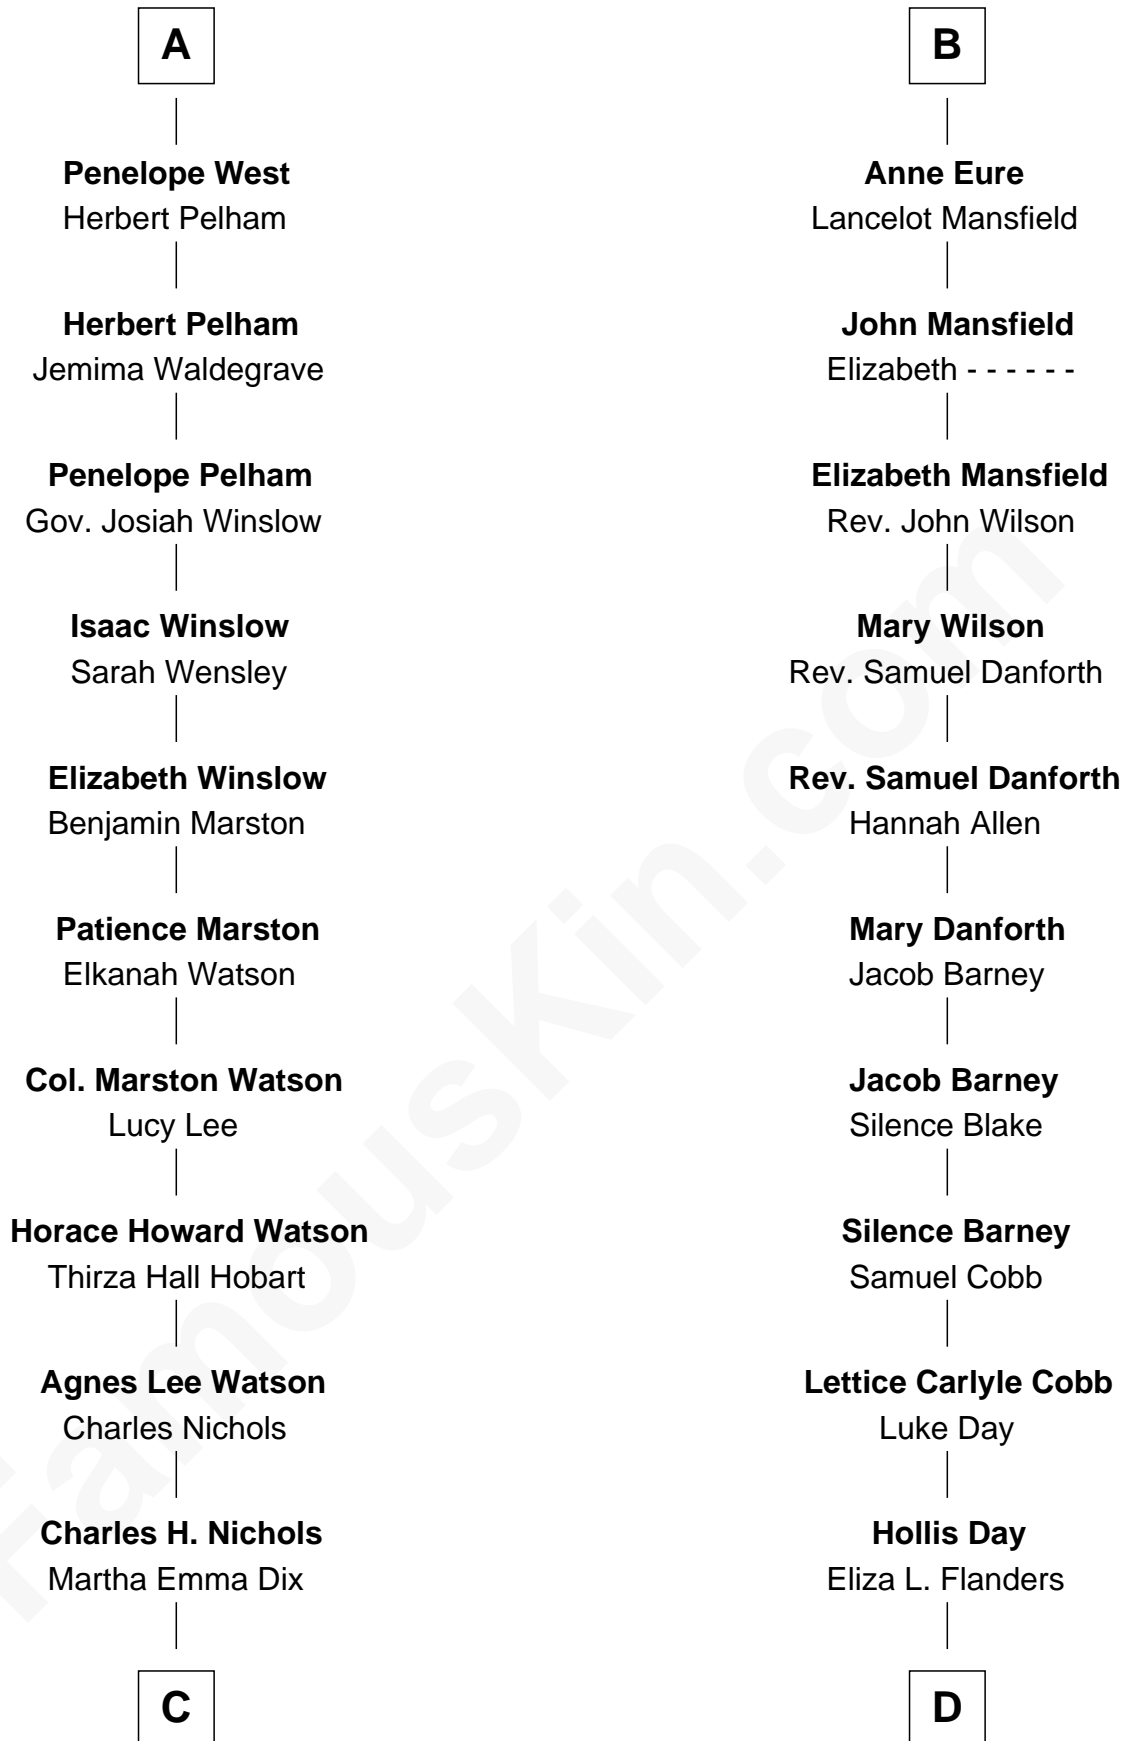 A
Penelope West
Herbert Pelham
Herbert Pelham
Jemima Waldegrave
Penelope Pelham
Gov. Josiah Winslow
Isaac Winslow
Sarah Wensley
Elizabeth Winslow
Benjamin Marston
Patience Marston
Elkanah Watson
Col. Marston Watson
Lucy Lee
Horace Howard Watson
Thirza Hall Hobart
Agnes Lee Watson
Charles Nichols
Charles H. Nichols
Martha Emma Dix
C
B
Anne Eure
Lancelot Mansfield
John Mansfield
Elizabeth - - - - - -
Elizabeth Mansfield
Rev. John Wilson
Mary Wilson
Rev. Samuel Danforth
Rev. Samuel Danforth
Hannah Allen
Mary Danforth
Jacob Barney
Jacob Barney
Silence Blake
Silence Barney
Samuel Cobb
Lettice Carlyle Cobb
Luke Day
Hollis Day
Eliza L. Flanders
D
FamousKin.com